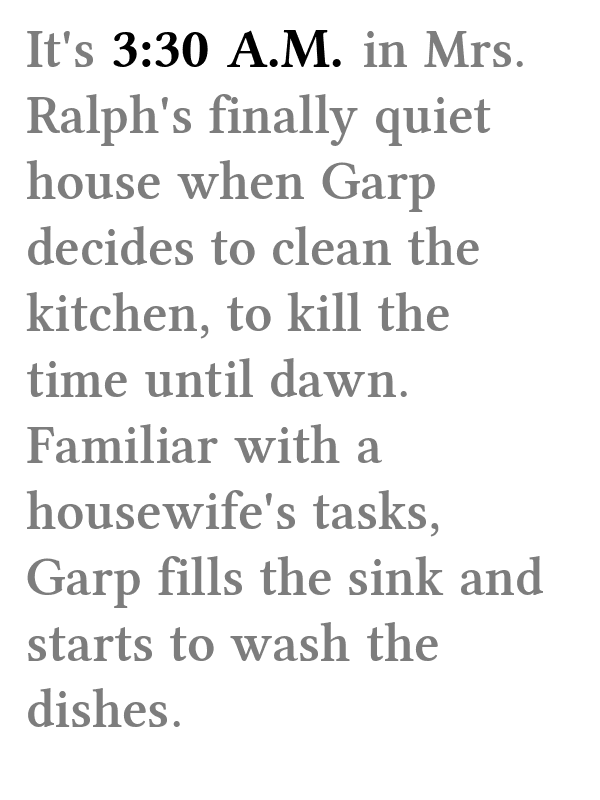 It's 3:30 A.M. in Mrs.
Ralph's finally quiet
house when Garp
decides to clean the
kitchen, to kill the
time until dawn.
Familiar with a
housewife's tasks,
Garp fills the sink and
starts to wash the
dishes.